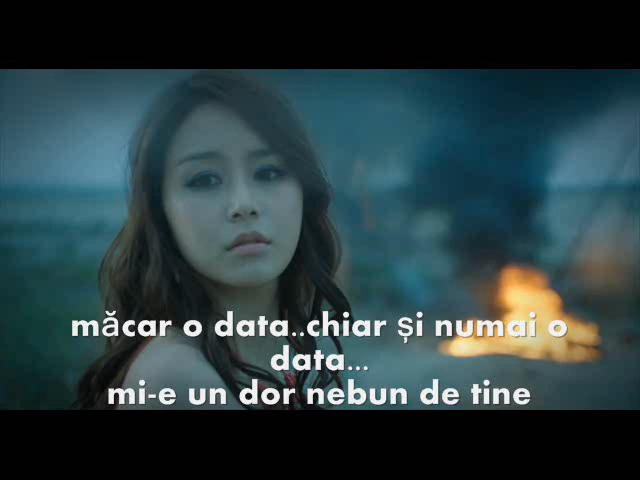 măcar o data..chiar și numai o
data...
mi-e un dor nebun de tine